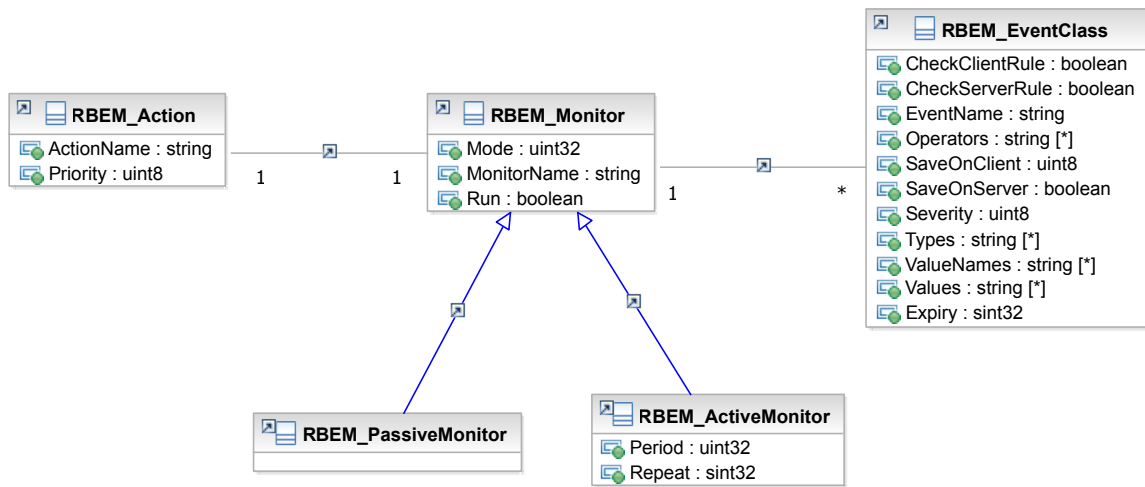 RBEM_EventClass
CheckClientRule : boolean
CheckServerRule : boolean
EventName : string
Operators : string [*]
SaveOnClient : uint8
SaveOnServer : boolean
Severity : uint8
Types : string [*]
ValueNames : string [*]
Values : string [*]
Expiry : sint32
RBEM_Action
ActionName : string
Priority : uint8
RBEM_Monitor
Mode : uint32
MonitorName : string
Run : boolean
1
1
1
*
RBEM_PassiveMonitor
RBEM_ActiveMonitor
Period : uint32
Repeat : sint32